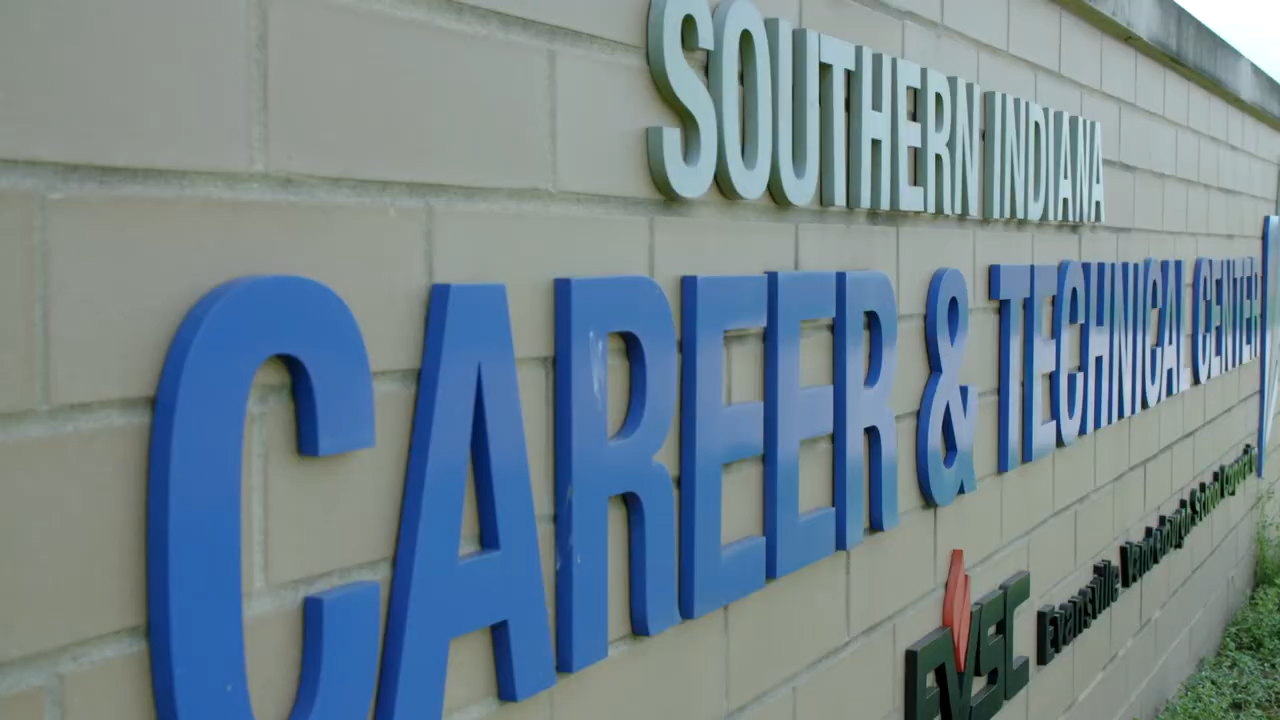 SOUTHERN INDIANA
CAREER & TECHNICAL CENTER
EVSC Evansville Vanderburgh School Corporation